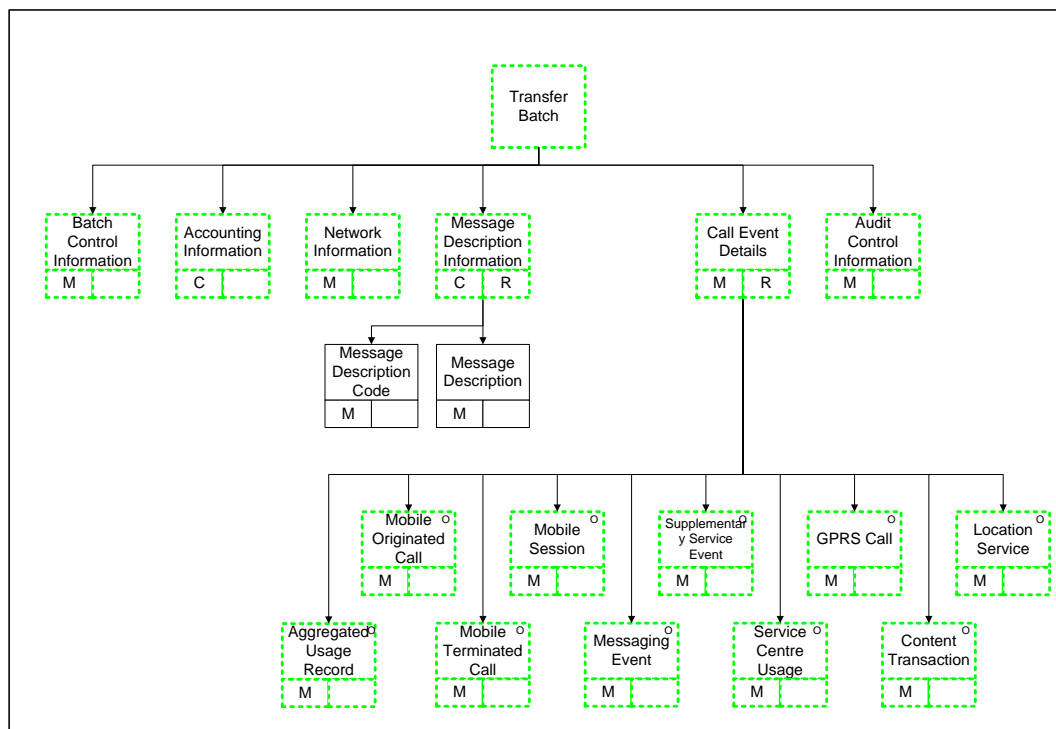 Transfer
Batch
Batch
Control
Information
M
Accounting
Information
C
Network
Information
M
Message
Description
Information
C R
Call Event
Details
M R
Audit
Control
Information
M
Message
Description
Code
M
Message
Description
M
Mobile O
Originated
Call
M
Mobile O
Session
M
Supplementar O
y Service
Event
M
O
GPRS Call
M
O
Location
Service
M
Aggregated O
Usage
Record
M
Mobile O
Terminated
Call
M
Messaging O
Event
M
Service O
Centre
Usage
M
Content O
Transaction
M